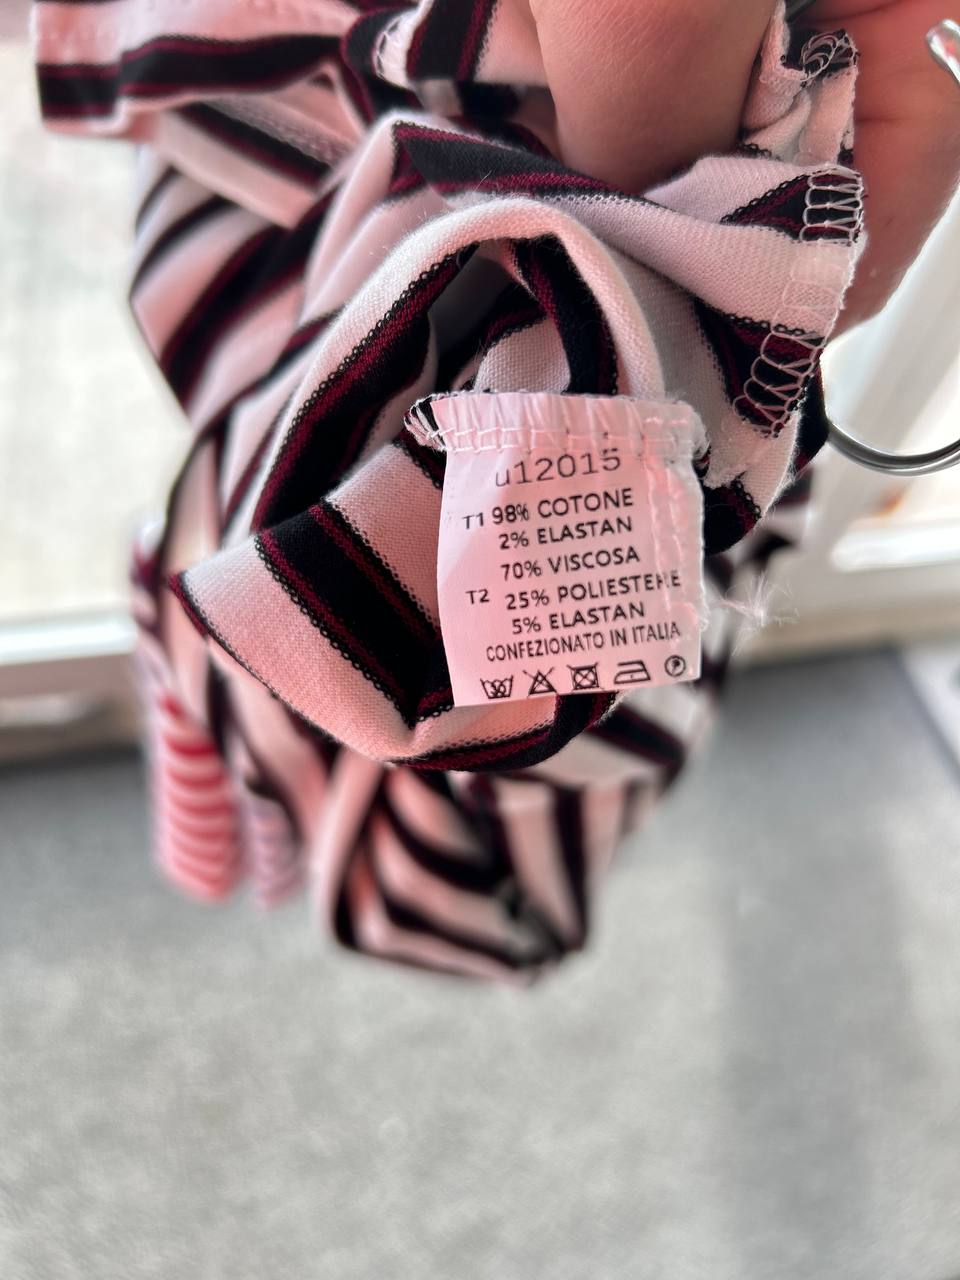 u12015
T1 98% COTONE
2% ELASTAN
70% VISCOSA
T2 25% POLIESTERE
5% ELASTAN
CONFEZIONATO IN ITALIA
P